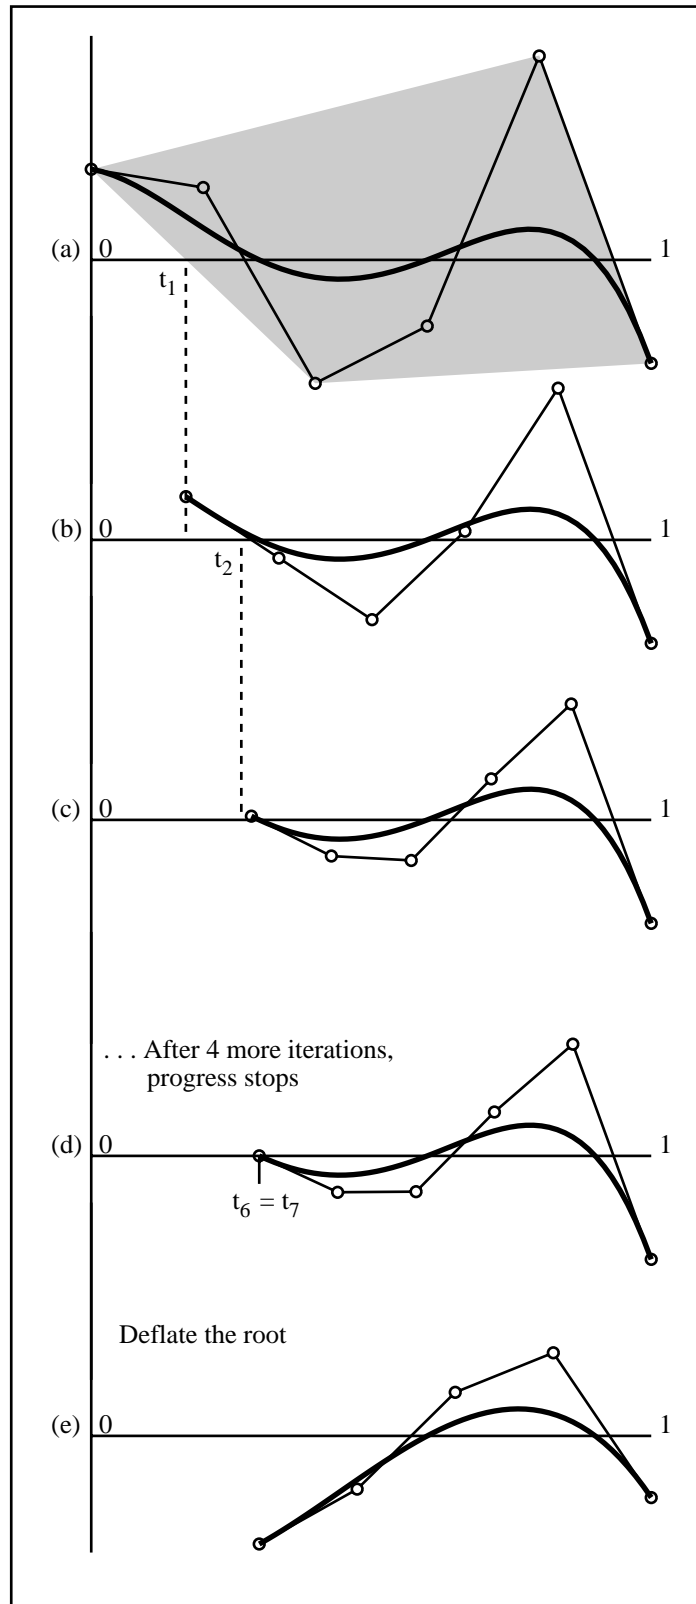 (a) 0 1
t1
(b) 0 1
t2
(c) 0 1
. . . After 4 more iterations,
progress stops
(d) 0 1
t6 = t7
Deflate the root
(e) 0 1